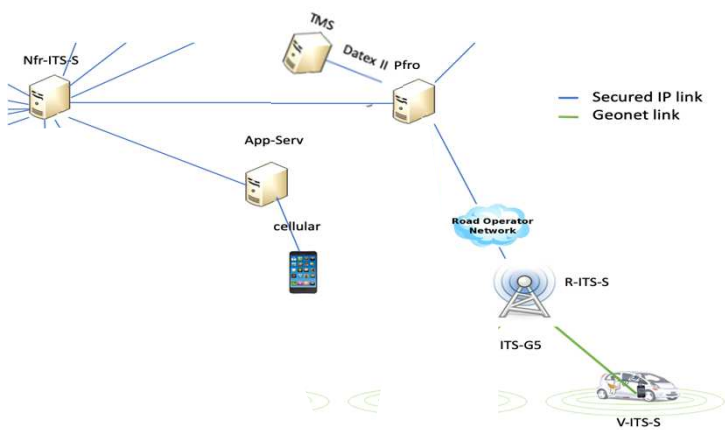 TMS
Datex II
Nfr-ITS-S
Pfro
Secured IP link
Geonet link
App-Serv
cellular
Road Operator
Network
R-ITS-S
ITS-G5
V-ITS-S